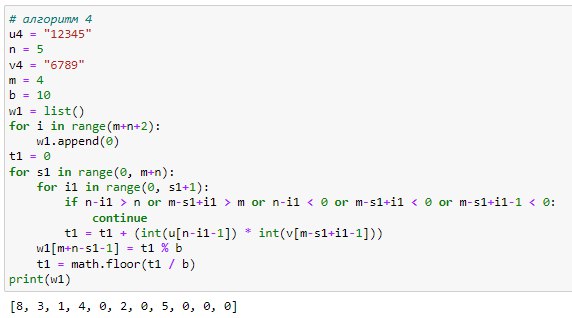 # алгоритм 4
u4 = "12345"
n = 5
v4 = "6789"
m = 4
b = 10
w1 = list()
for i in range(m+n+2):
    w1.append(0)
t1 = 0
for s1 in range(0, m+n):
    for i1 in range(0, s1+1):
        if n-i1 > n or m-s1+i1 > m or n-i1 < 0 or m-s1+i1 < 0 or m-s1+i1-1 < 0:
            continue
        t1 = t1 + (int(u[n-i1-1]) * int(v[m-s1+i1-1]))
    w1[m+n-s1-1] = t1 % b
    t1 = math.floor(t1 / b)
print(w1)
[8, 3, 1, 4, 0, 2, 0, 5, 0, 0, 0]